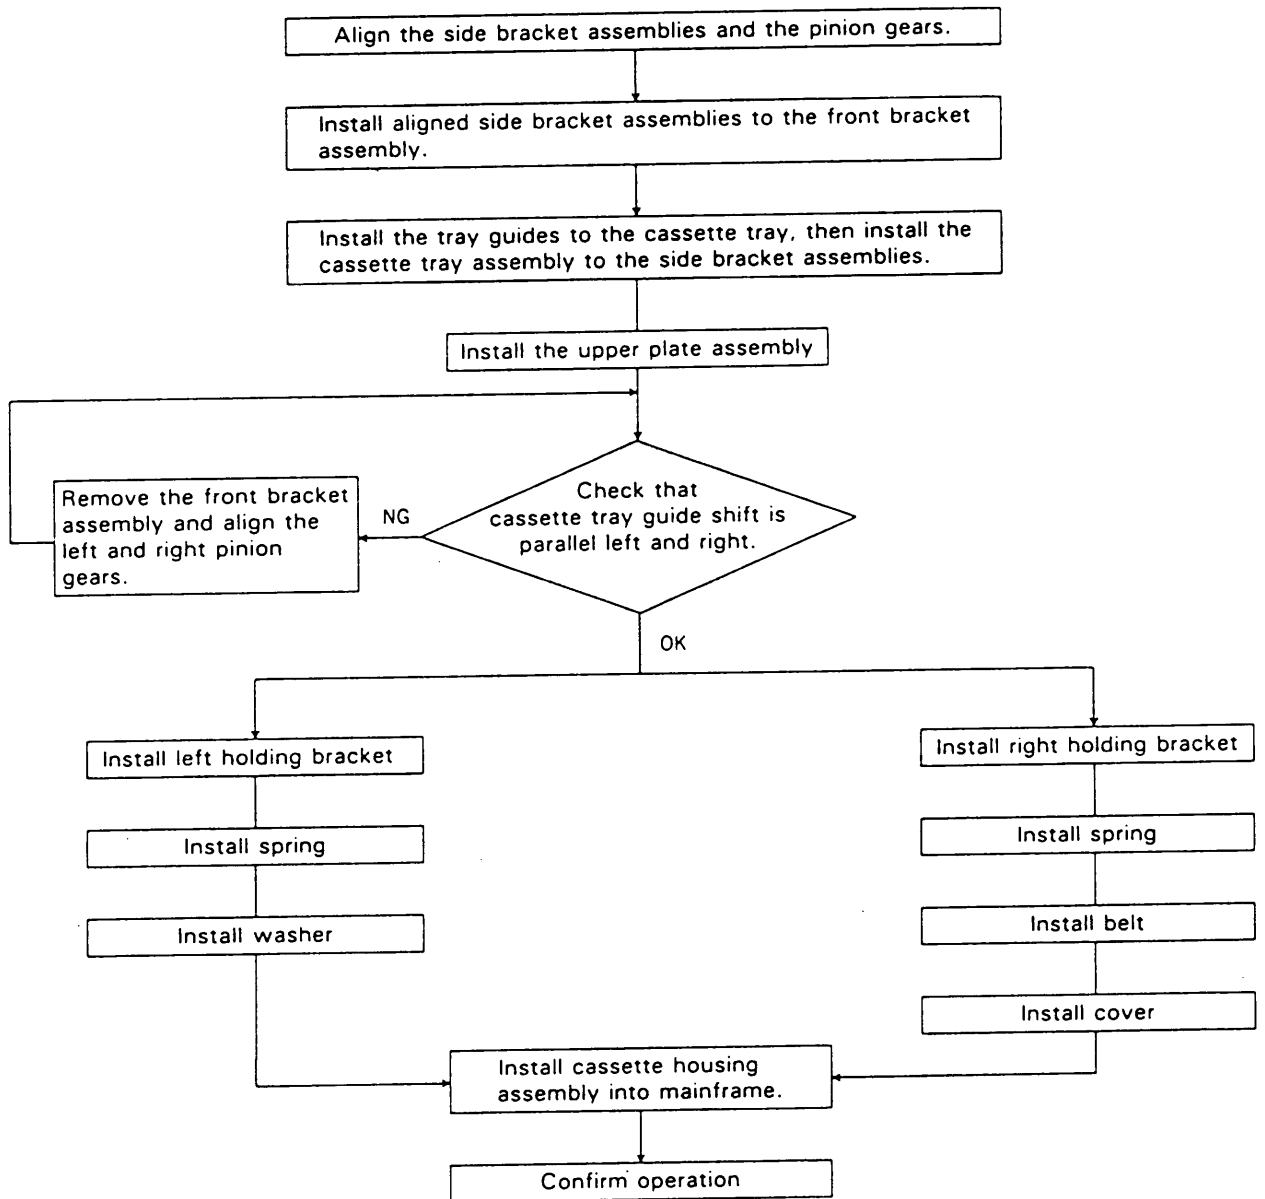 Align the side bracket assemblies and the pinion gears.
Install aligned side bracket assemblies to the front bracket
assembly.
Install the tray guides to the cassette tray, then install the
cassette tray assembly to the side bracket assemblies.
Install the upper plate assembly
Check that
cassette tray guide shift is
parallel left and right.
NG
Remove the front bracket
assembly and align the
left and right pinion
gears.
OK
Install left holding bracket
Install spring
Install washer
Install right holding bracket
Install spring
Install belt
Install cover
Install cassette housing
assembly into mainframe.
Confirm operation